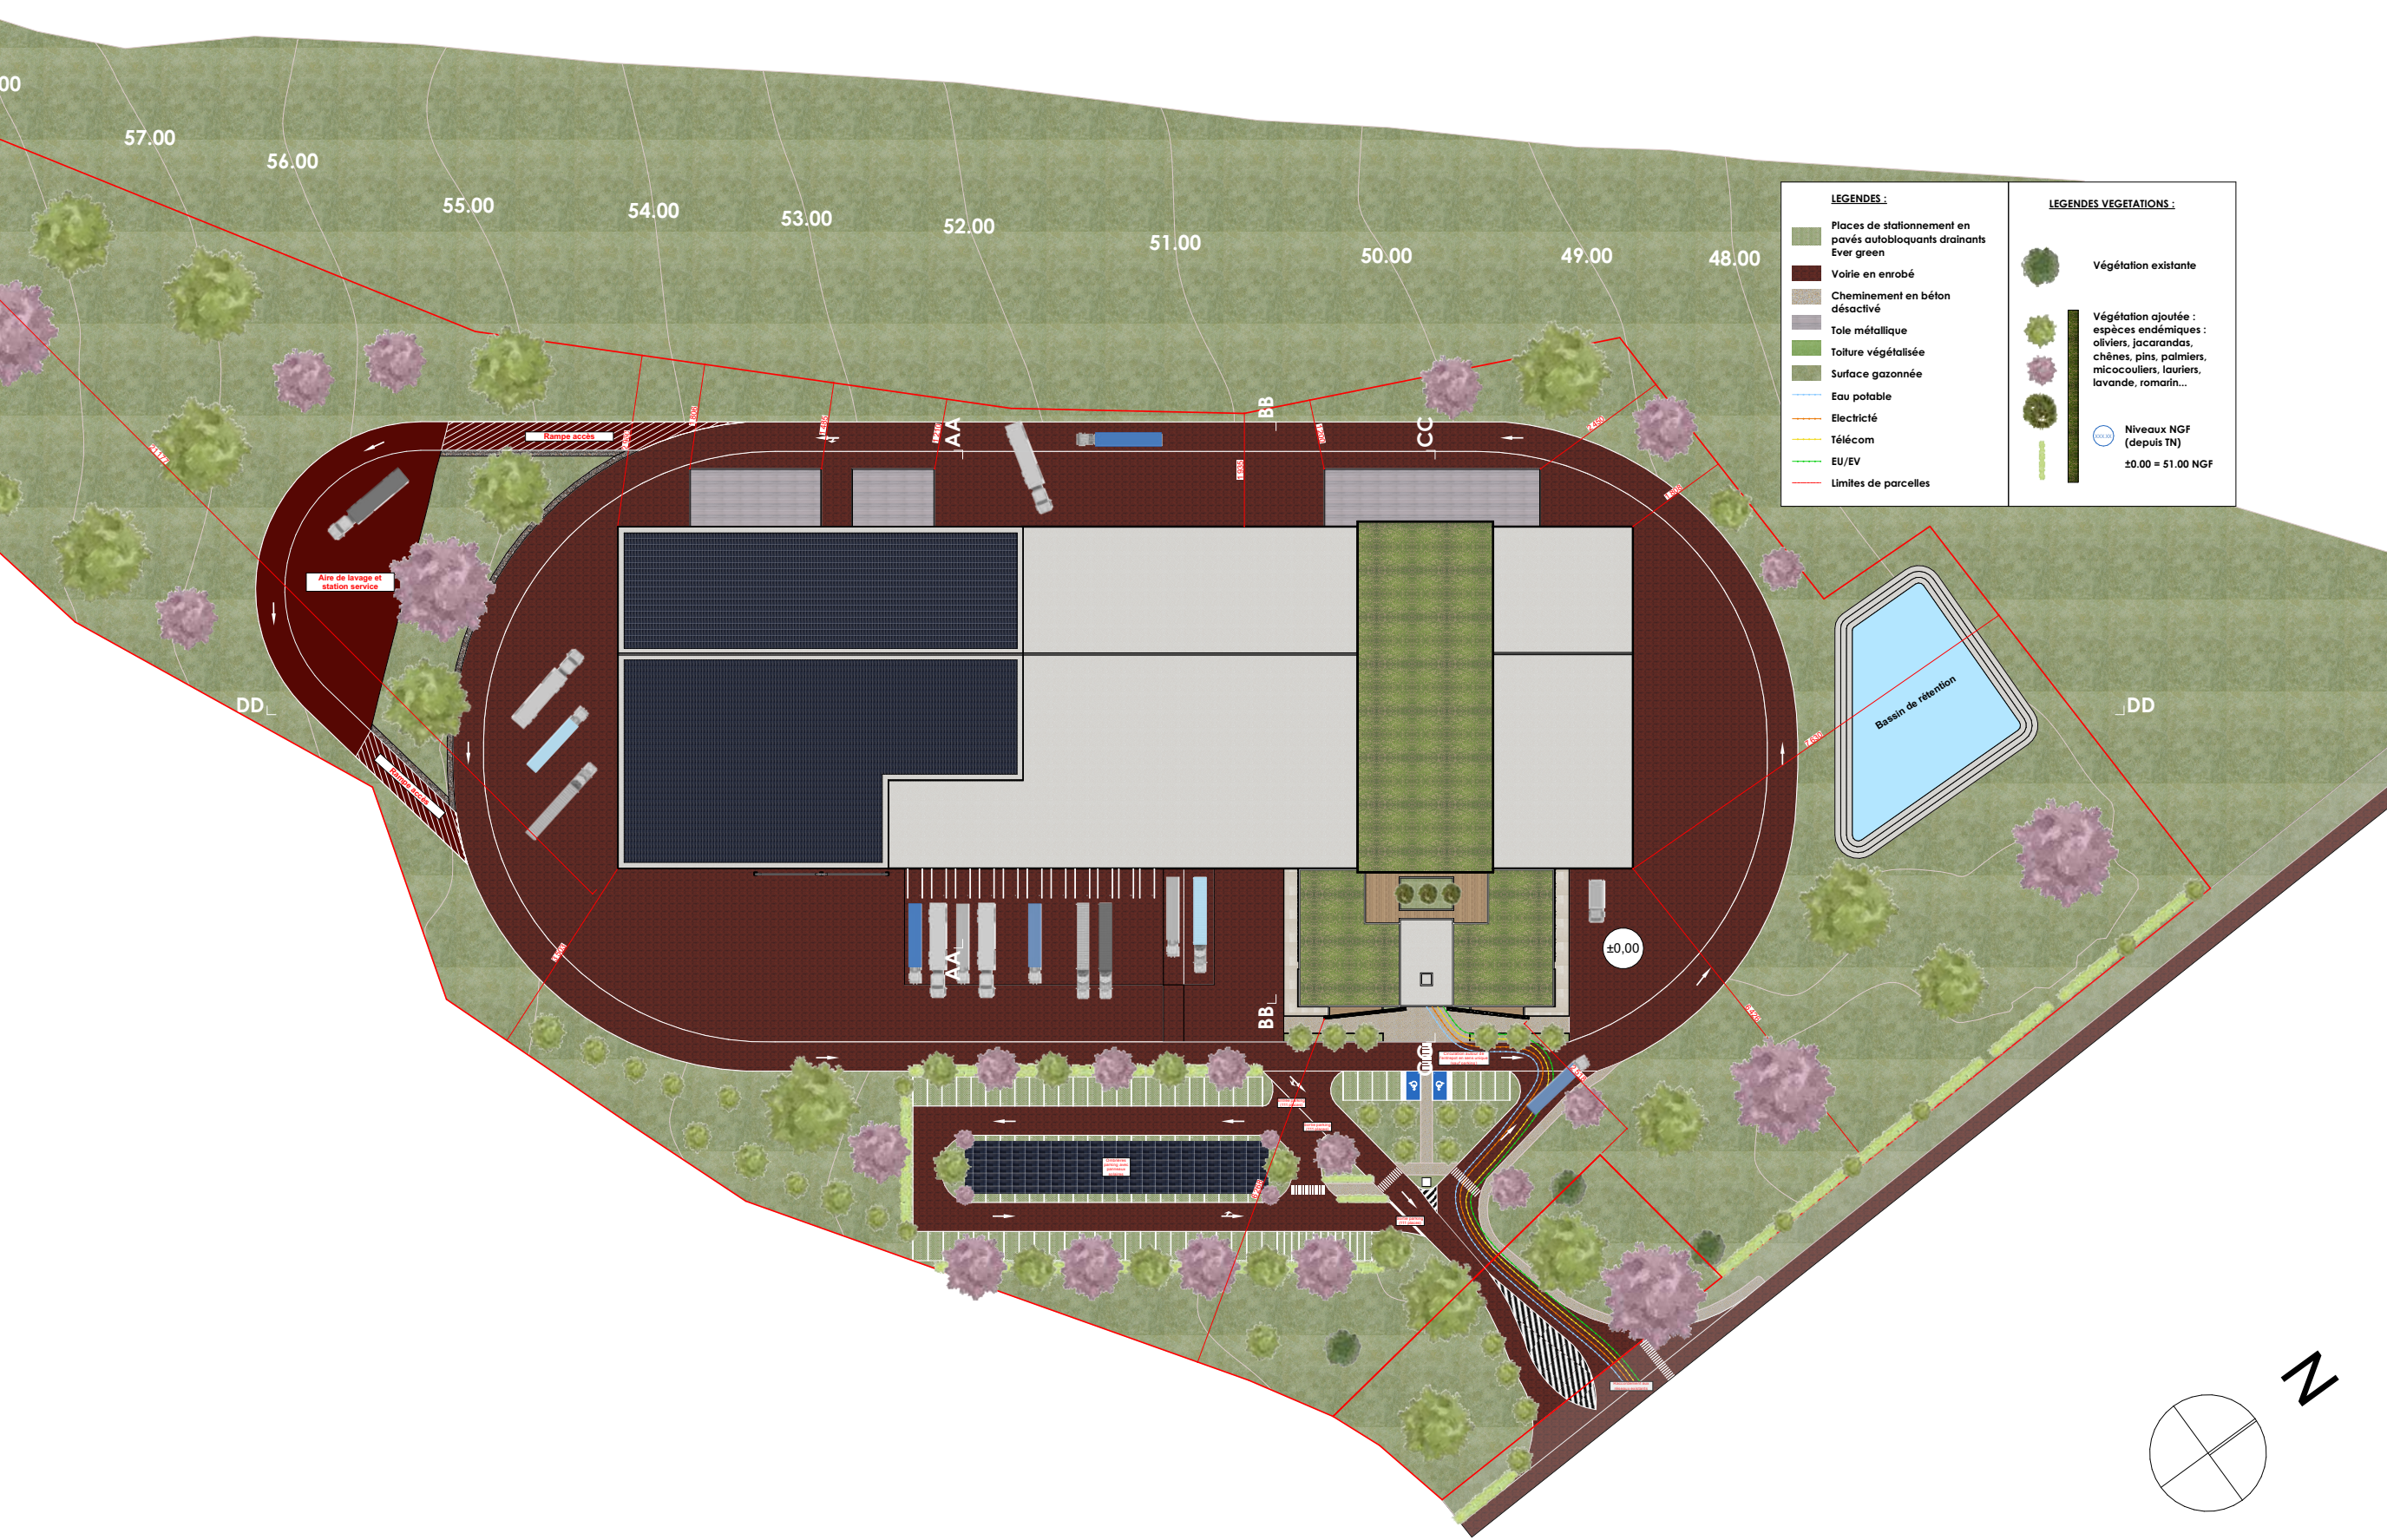 00
57.00
56.00
55.00
54.00
53.00
52.00
51.00
50.00
49.00
48.00
LEGENDES :
Places de stationnement en
pavés autobloquants drainants
Ever green
Voirie en enrobé
Cheminement en béton
désactivé
Tole métallique
Toiture végétalisée
Surface gazonnée
Eau potable
Electricté
Télécom
EU/EV
Limites de parcelles
LEGENDES VEGETATIONS :
Végétation existante
Végétation ajoutée :
espèces endémiques :
oliviers, jacarandas,
chênes, pins, palmiers,
micocouliers, lauriers,
lavande, romarin...
Niveaux NGF
(depuis TN)
±0.00 = 51.00 NGF
Rampe accès
AA
BB
CC
Aire de lavage et
station service
DD
Bassin de rétention
DD
Rampe accès
±0,00
AA
BB
N